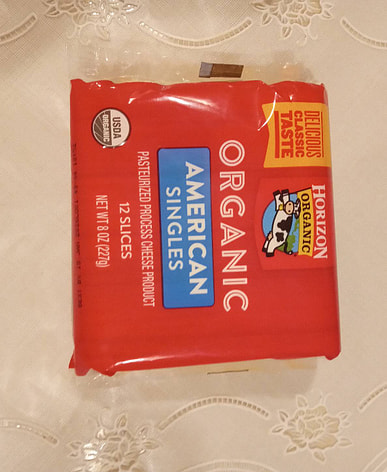 DELICIOUS
CLASSIC
TASTE
HORIZON
ORGANIC
ORGANIC
AMERICAN
SINGLES
PASTEURIZED PROCESS CHEESE PRODUCT
12 SLICES
NET WT 8 OZ (227g)
USDA
ORGANIC